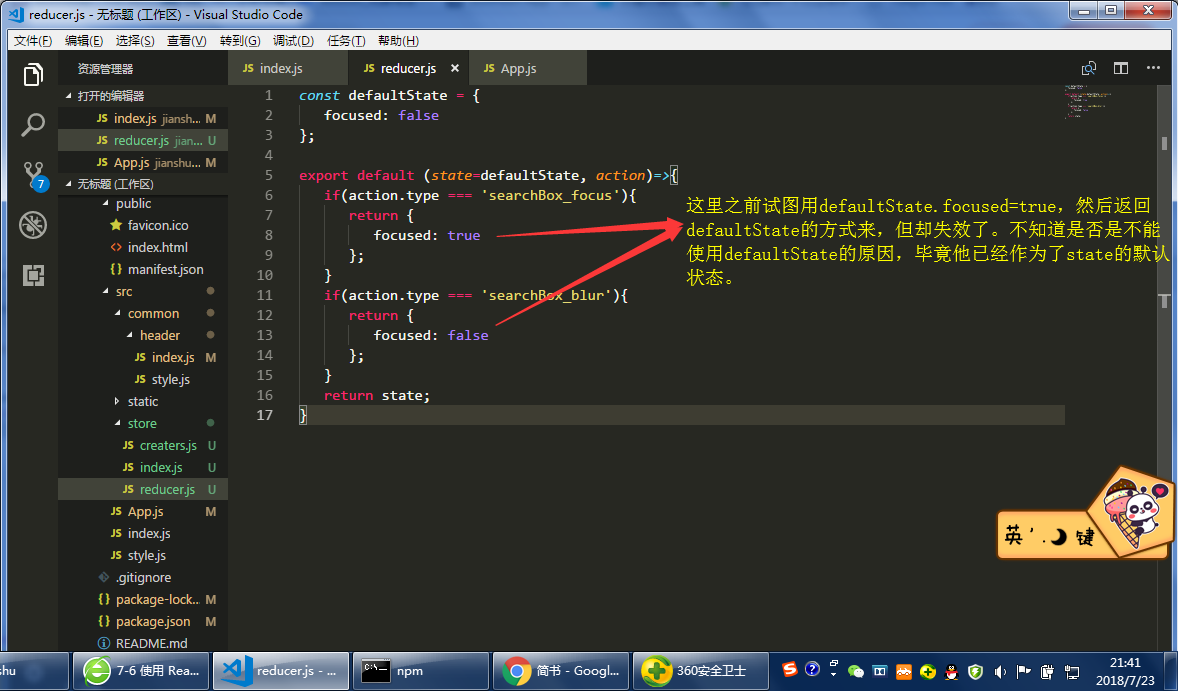 reducer.js - 无标题 (工作区) - Visual Studio Code
文件(F) 编辑(E) 选择(S) 查看(V) 转到(G) 调试(D) 任务(T) 帮助(H)
资源管理器
JS index.js JS reducer.js × JS App.js
打开的编辑器
JS index.js jiansh... M
JS reducer.js jian... U
JS App.js jianshu... M
7
无标题 (工作区)
public
favicon.ico
<> index.html
{} manifest.json
src
common
header
JS index.js M
JS style.js
static
store
JS creaters.js U
JS index.js U
JS reducer.js U
JS App.js M
JS index.js
JS style.js
.gitignore
{} package-lock... M
{} package.json M
README.md
1 const defaultState = {
2 focused: false
3 };
4
5 export default (state=defaultState, action)=>{
6 if(action.type === 'searchBox_focus'){
7 return {
8 focused: true
9 };
10 }
11 if(action.type === 'searchBox_blur'){
12 return {
13 focused: false
14 };
15 }
16 return state;
17 }
这里之前试图用defaultState.focused=true，然后返回
defaultState的方式来，但却失效了。不知道是否是不能
使用defaultState的原因，毕竟他已经作为了state的默认
状态。
英 ’. 键
shu 7-6 使用 Rea... reducer.js - ... npm 简书 - Googl... 360安全卫士
21:41
2018/7/23